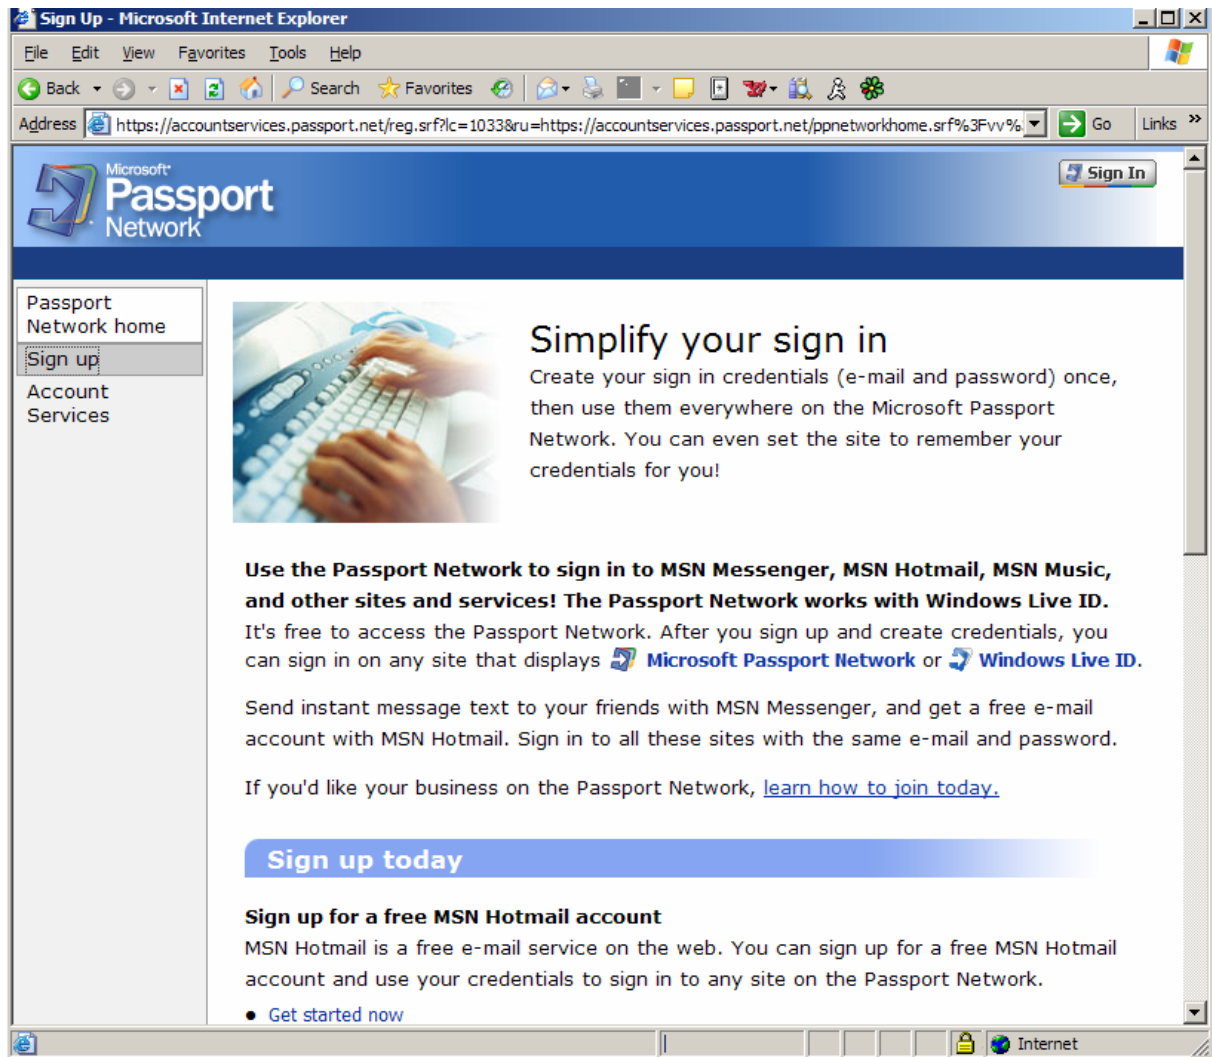 Sign Up - Microsoft Internet Explorer
File Edit View Favorites Tools Help
Back Search Favorites
Address https://accountservices.passport.net/reg.srf?lc=1033&ru=https://accountservices.passport.net/ppnetworkhome.srf%3Fvv% Go Links »
Microsoft
Passport
Network
Sign In
Passport
Network home
Sign up
Account
Services
Simplify your sign in
Create your sign in credentials (e-mail and password) once,
then use them everywhere on the Microsoft Passport
Network. You can even set the site to remember your
credentials for you!
Use the Passport Network to sign in to MSN Messenger, MSN Hotmail, MSN Music,
and other sites and services! The Passport Network works with Windows Live ID.
It's free to access the Passport Network. After you sign up and create credentials, you
can sign in on any site that displays Microsoft Passport Network or Windows Live ID.
Send instant message text to your friends with MSN Messenger, and get a free e-mail
account with MSN Hotmail. Sign in to all these sites with the same e-mail and password.
If you'd like your business on the Passport Network, learn how to join today.
Sign up today
Sign up for a free MSN Hotmail account
MSN Hotmail is a free e-mail service on the web. You can sign up for a free MSN Hotmail
account and use your credentials to sign in to any site on the Passport Network.
• Get started now
Internet